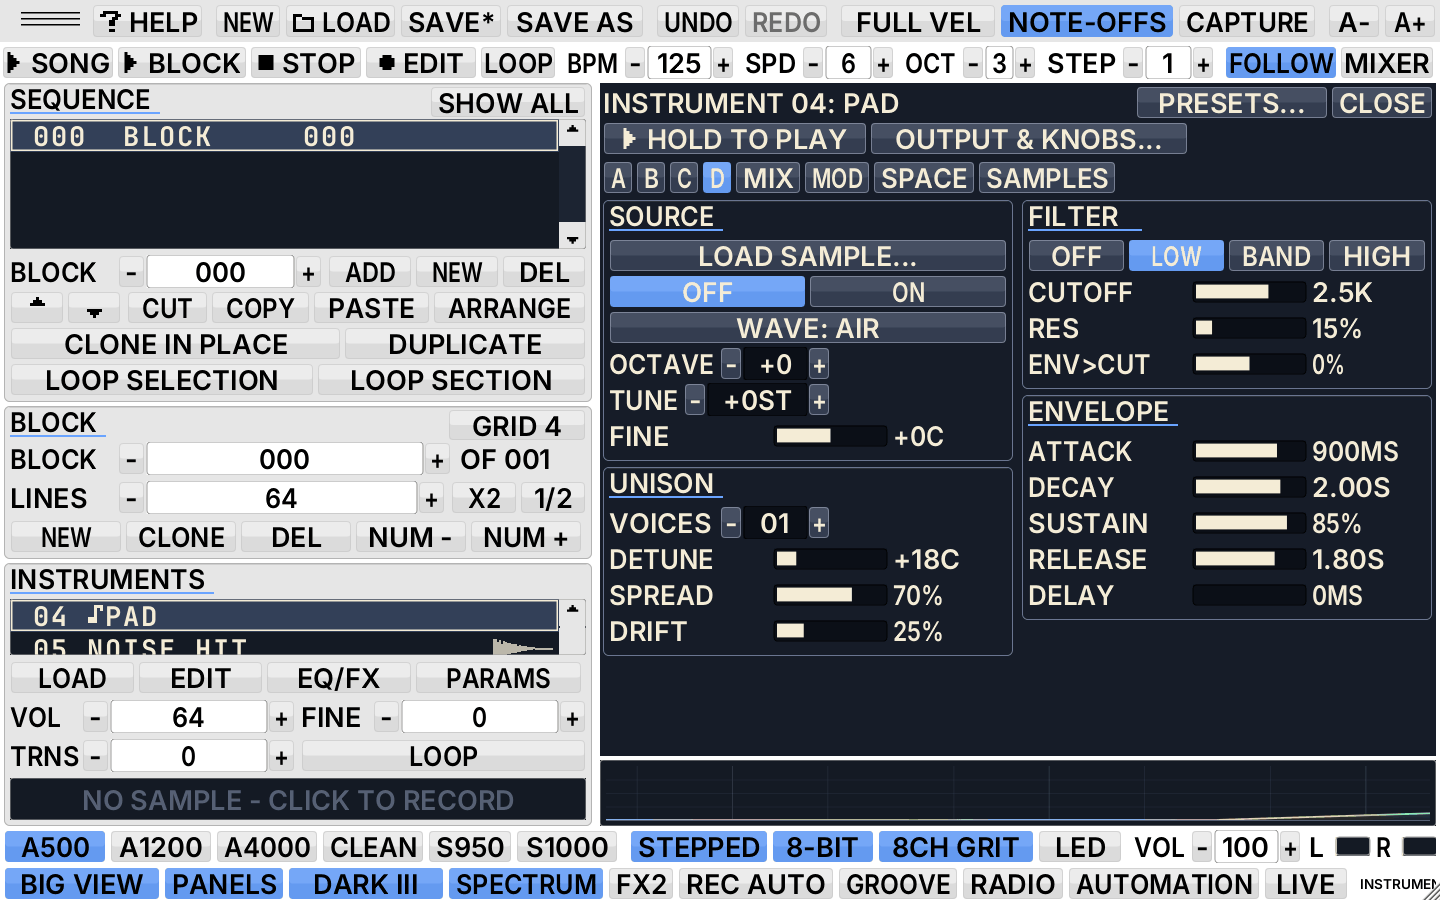 HELP NEW LOAD SAVE* SAVE AS UNDO REDO FULL VEL NOTE-OFFS CAPTURE A- A+
SONG BLOCK STOP EDIT LOOP BPM - 125 + SPD - 6 + OCT - 3 + STEP - 1 + FOLLOW MIXER
SEQUENCE SHOW ALL
000 BLOCK 000
BLOCK - 000 + ADD NEW DEL
CUT COPY PASTE ARRANGE
CLONE IN PLACE DUPLICATE
LOOP SELECTION LOOP SECTION
BLOCK GRID 4
BLOCK - 000 + OF 001
LINES - 64 + X2 1/2
NEW CLONE DEL NUM - NUM +
INSTRUMENTS
04 PAD
05 NOISE HIT
LOAD EDIT EQ/FX PARAMS
VOL - 64 + FINE - 0 +
TRNS - 0 + LOOP
NO SAMPLE - CLICK TO RECORD
INSTRUMENT 04: PAD PRESETS... CLOSE
HOLD TO PLAY OUTPUT & KNOBS...
A B C D MIX MOD SPACE SAMPLES
SOURCE
LOAD SAMPLE...
OFF ON
WAVE: AIR
OCTAVE - +0 +
TUNE - +0ST +
FINE +0C
UNISON
VOICES - 01 +
DETUNE +18C
SPREAD 70%
DRIFT 25%
FILTER
OFF LOW BAND HIGH
CUTOFF 2.5K
RES 15%
ENV>CUT 0%
ENVELOPE
ATTACK 900MS
DECAY 2.00S
SUSTAIN 85%
RELEASE 1.80S
DELAY 0MS
A500 A1200 A4000 CLEAN S950 S1000 STEPPED 8-BIT 8CH GRIT LED VOL - 100 + L R
BIG VIEW PANELS DARK III SPECTRUM FX2 REC AUTO GROOVE RADIO AUTOMATION LIVE